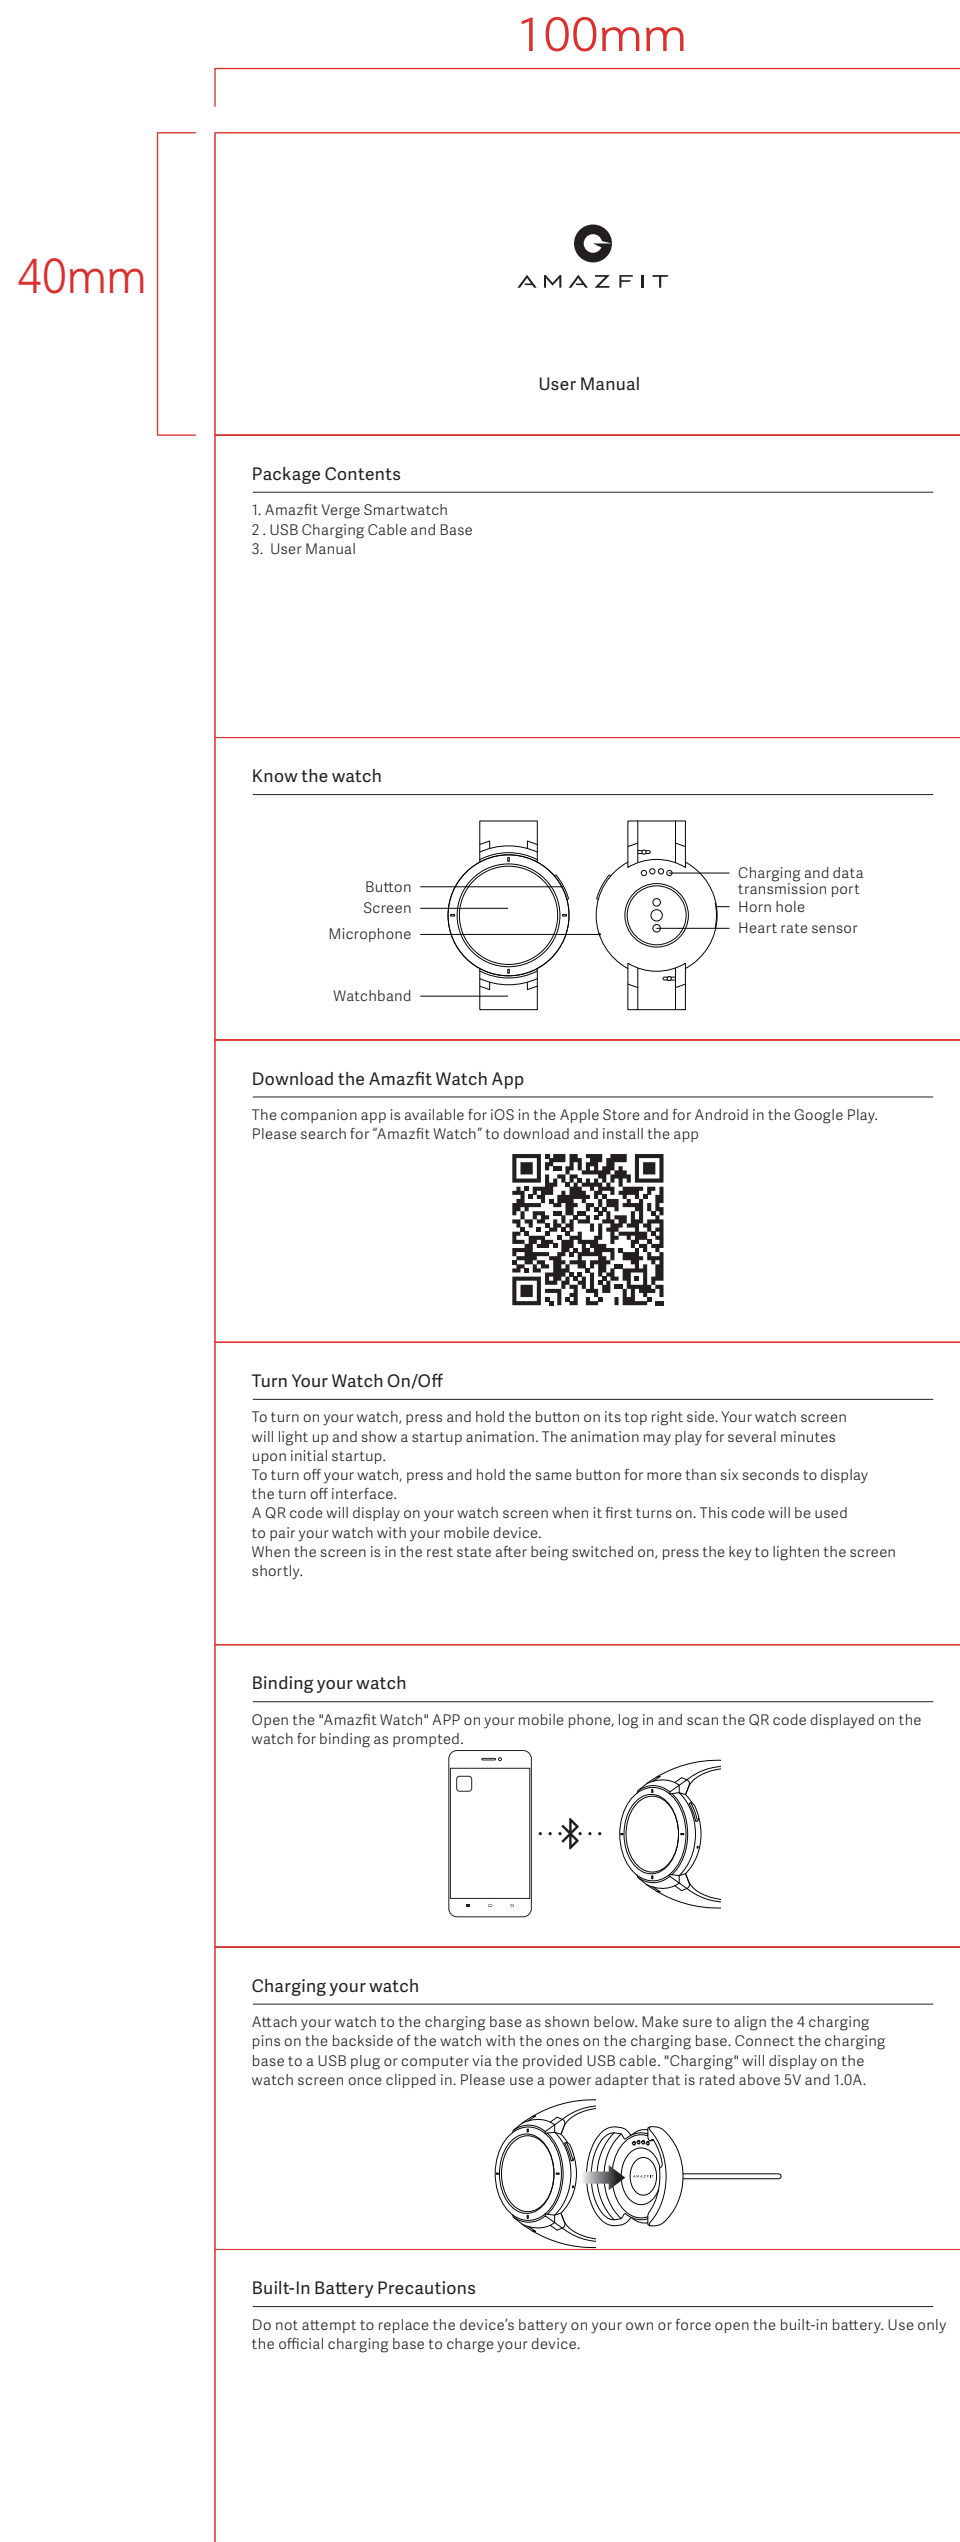 100mm
40mm
AMAZFIT
User Manual
Package Contents
1. Amazfit Verge Smartwatch
2 . USB Charging Cable and Base
3.  User Manual
Know the watch
Button
Screen
Microphone
Watchband
Charging and data
transmission port
Horn hole
Heart rate sensor
Download the Amazfit Watch App
The companion app is available for iOS in the Apple Store and for Android in the Google Play.
Please search for “Amazfit Watch” to download and install the app
Turn Your Watch On/Off
To turn on your watch, press and hold the button on its top right side. Your watch screen
will light up and show a startup animation. The animation may play for several minutes
upon initial startup.
To turn off your watch, press and hold the same button for more than six seconds to display
the turn off interface.
A QR code will display on your watch screen when it first turns on. This code will be used
to pair your watch with your mobile device.
When the screen is in the rest state after being switched on, press the key to lighten the screen
shortly.
Binding your watch
Open the "Amazfit Watch" APP on your mobile phone, log in and scan the QR code displayed on the
watch for binding as prompted.
Charging your watch
Attach your watch to the charging base as shown below. Make sure to align the 4 charging
pins on the backside of the watch with the ones on the charging base. Connect the charging
base to a USB plug or computer via the provided USB cable. "Charging" will display on the
watch screen once clipped in. Please use a power adapter that is rated above 5V and 1.0A.
AMAZFIT
Built-In Battery Precautions
Do not attempt to replace the device’s battery on your own or force open the built-in battery. Use only
the official charging base to charge your device.